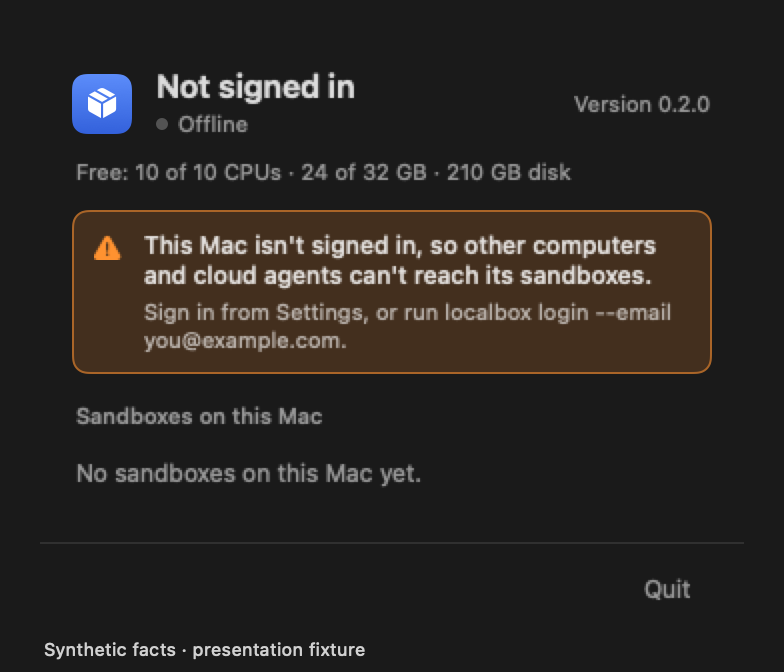 Not signed in
Offline
Version 0.2.0
Free: 10 of 10 CPUs · 24 of 32 GB · 210 GB disk
This Mac isn't signed in, so other computers
and cloud agents can't reach its sandboxes.
Sign in from Settings, or run localbox login --email
you@example.com.
Sandboxes on this Mac
No sandboxes on this Mac yet.
Quit
Synthetic facts · presentation fixture